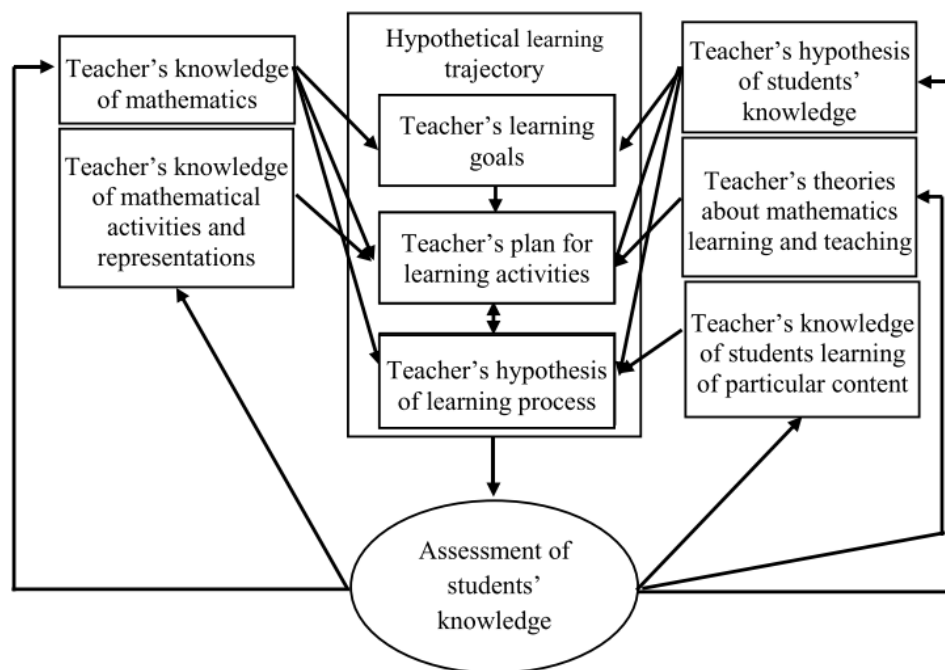 Teacher’s knowledge
of mathematics
Teacher’s knowledge
of mathematical
activities and
representations
Hypothetical learning
trajectory
Teacher’s learning
goals
Teacher’s plan for
learning activities
Teacher’s hypothesis
of learning process
Teacher’s hypothesis
of students’
knowledge
Teacher’s theories
about mathematics
learning and teaching
Teacher’s knowledge
of students learning
of particular content
Assessment of
students’
knowledge